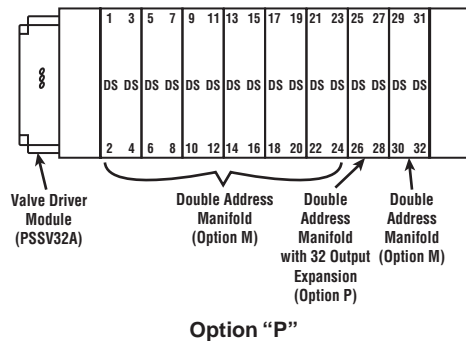 1 3 5 7 9 11 13 15 17 19 21 23 25 27 29 31
DS DS DS DS DS DS DS DS DS DS DS DS DS DS DS DS
2 4 6 8 10 12 14 16 18 20 22 24 26 28 30 32
Valve Driver
Module
(PSSV32A)
Double Address
Manifold
(Option M)
Double
Address
Manifold
with 32 Output
Expansion
(Option P)
Double
Address
Manifold
(Option M)
Option “P”